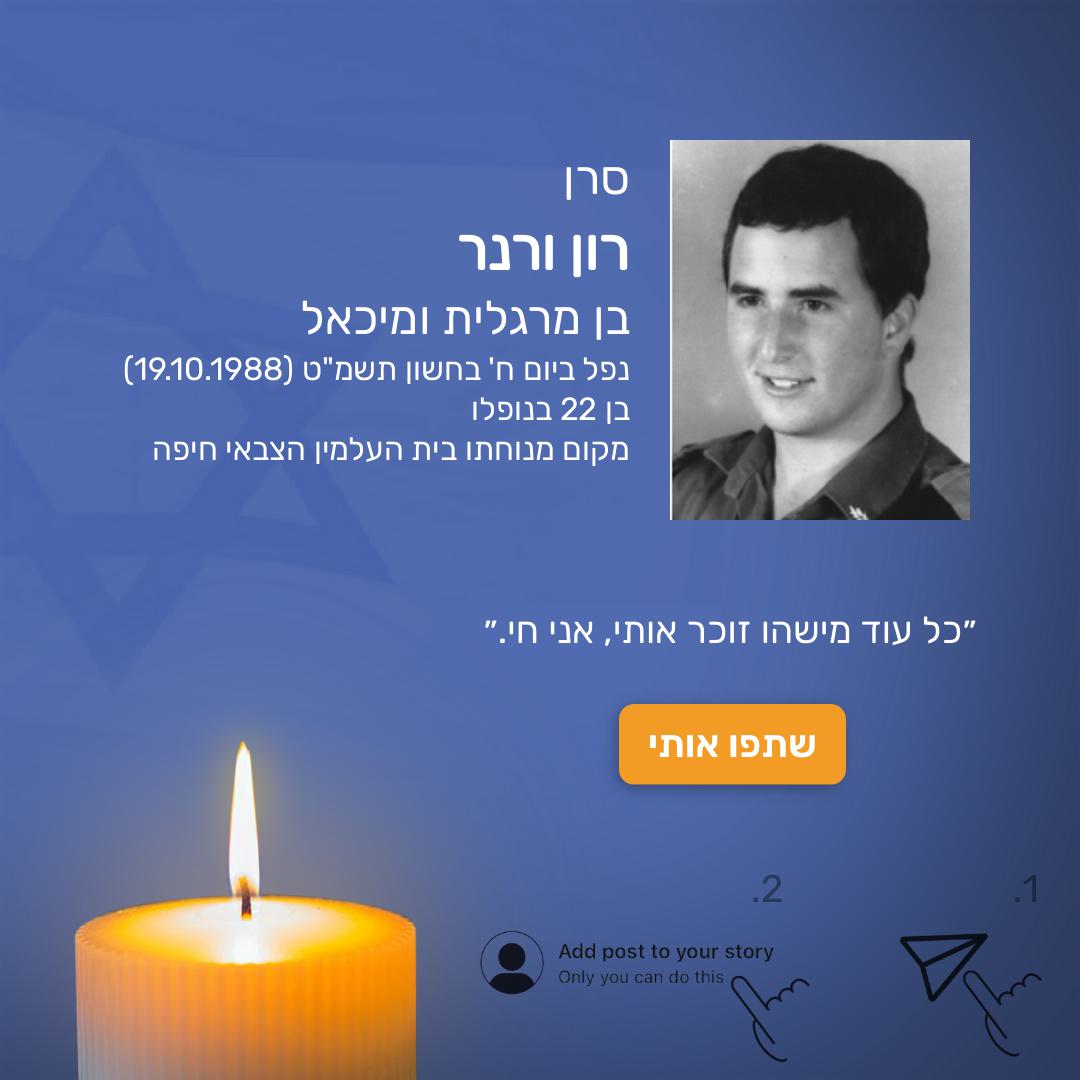 סרן
רון ורנר
בן מרגלית ומיכאל
נפל ביום ח' בחשון תשמ"ט (19.10.1988)
בן 22 בנופלו
מקום מנוחתו בית העלמין הצבאי חיפה
״כל עוד מישהו זוכר אותי, אני חי.״
שתפו אותי
.1
.2
Add post to your story
Only you can do this